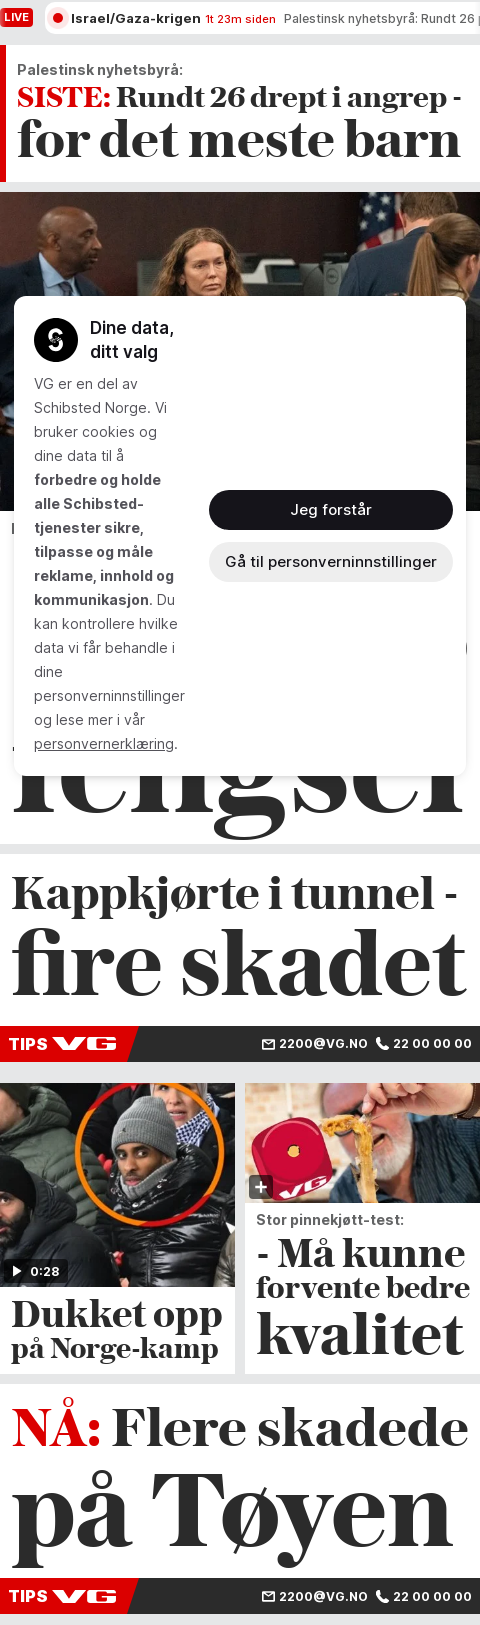 LIVE
Israel/Gaza-krigen 1t 23m siden Palestinsk nyhetsbyrå: Rundt 26
Palestinsk nyhetsbyrå:
SISTE: Rundt 26 drept i angrep -
for det meste barn
Dine data,
ditt valg
VG er en del av
Schibsted Norge. Vi
bruker cookies og
dine data til å
forbedre og holde
alle Schibsted-
tjenester sikre,
tilpasse og måle
reklame, innhold og
kommunikasjon. Du
kan kontrollere hvilke
data vi får behandle i
dine
personverninnstillinger
og lese mer i vår
personvernerklæring.
Jeg forstår
Gå til personverninnstillinger
fengsel
Kappkjørte i tunnel -
fire skadet
TIPS VG 2200@VG.NO 22 00 00 00
0:28
Dukket opp
på Norge-kamp
VG
Stor pinnekjøtt-test:
- Må kunne
forvente bedre
kvalitet
NÅ: Flere skadede
på Tøyen
TIPS VG 2200@VG.NO 22 00 00 00